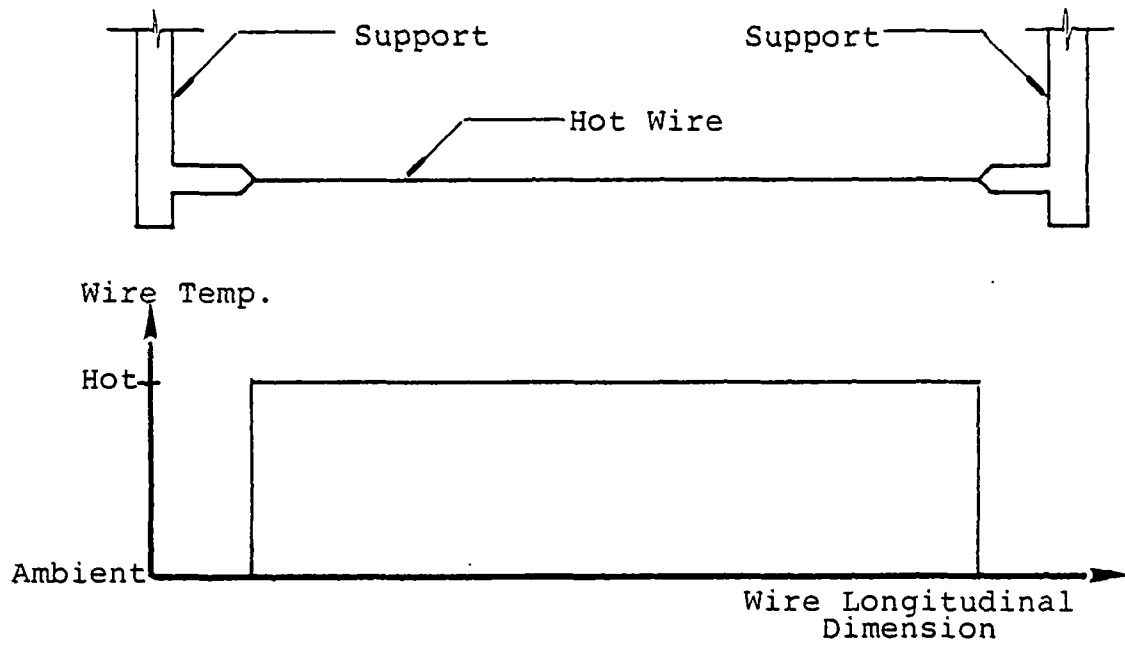 Support
Support
Hot Wire
Wire Temp.
Hot
Ambient
Wire Longitudinal
Dimension